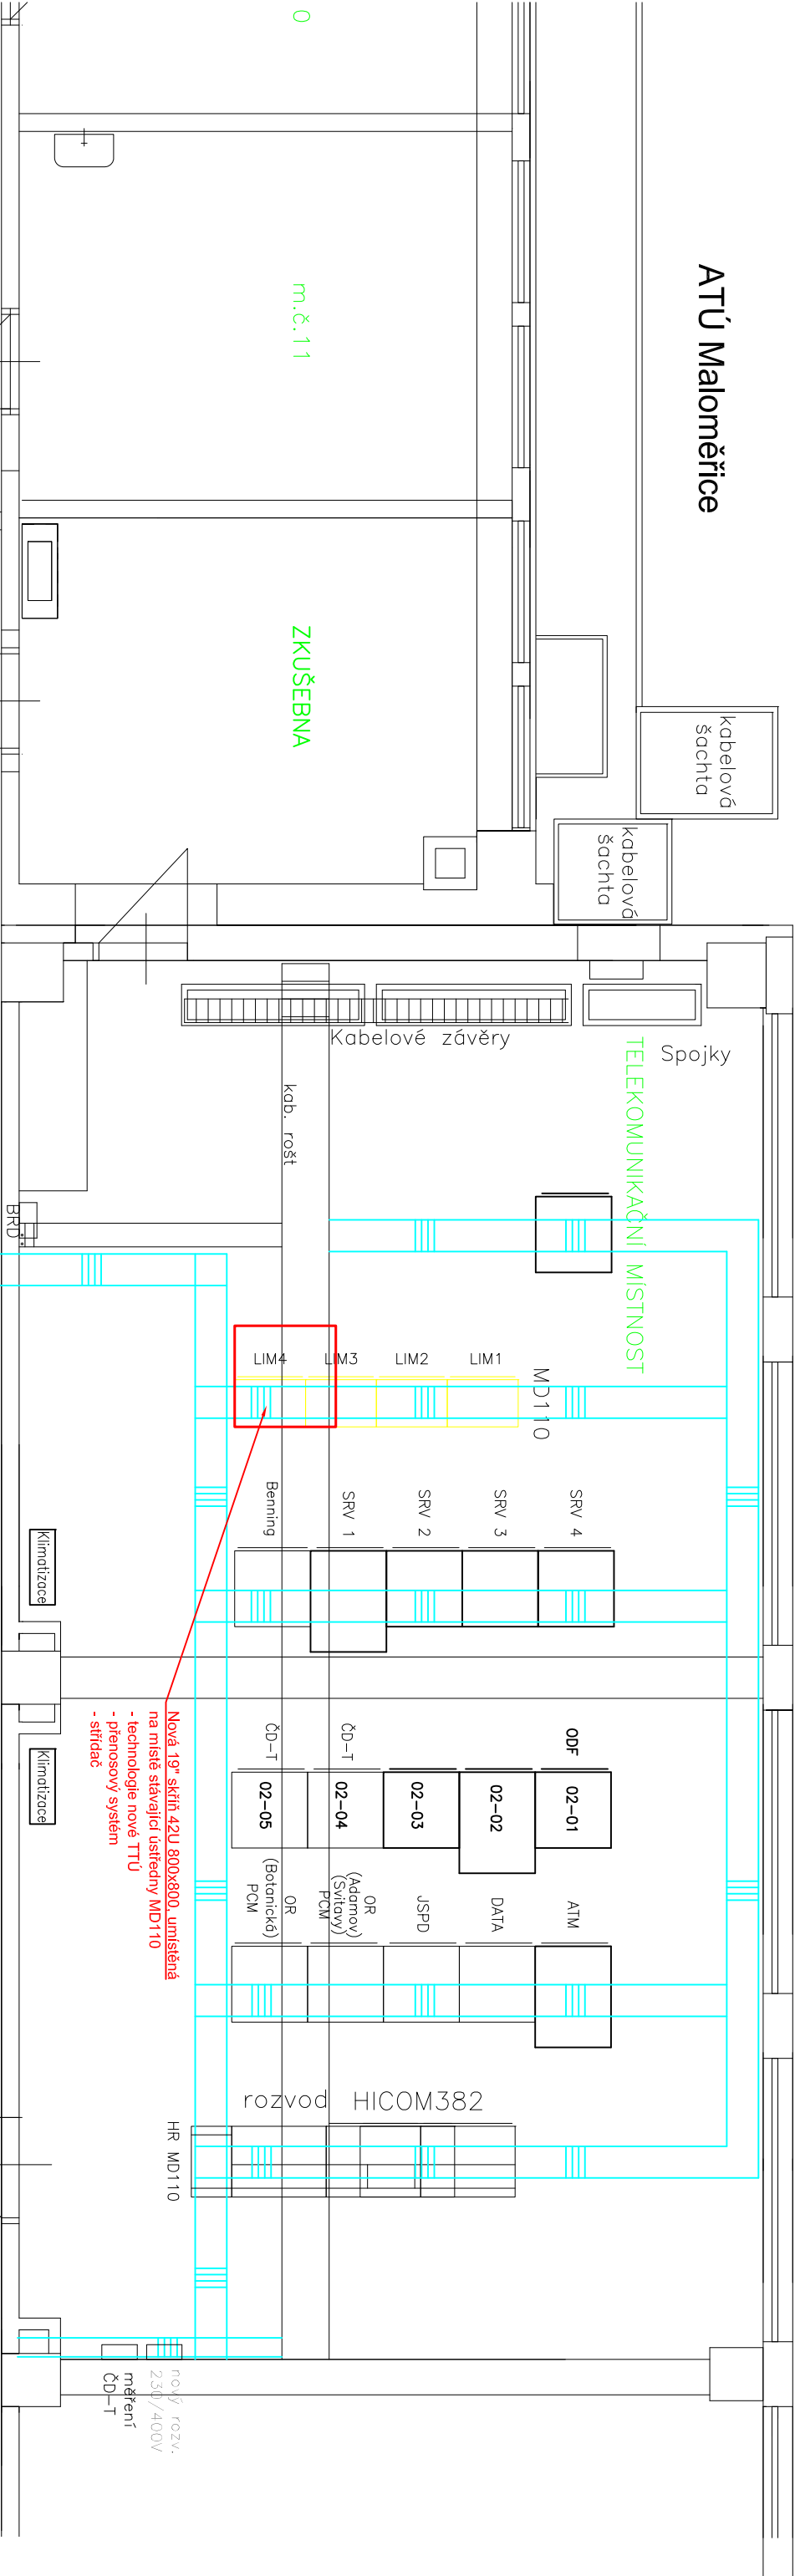 ATÚ Maloměřice
0
m.č.11
ZKUŠEBNA
kabelová
šachta
kabelová
šachta
Kabelové závěry
Spojky
TELEKOMUNIKAČNÍ MÍSTNOST
kab. rošt
BRD
LIM4
LIM3
LIM2
LIM1
MD110
Benning
SRV 1
SRV 2
SRV 3
SRV 4
Klimatizace
Klimatizace
Nová 19" skříň 42U 800x800, umístěná
na místě stávající ústředny MD110
- technologie nové TTÚ
- přenosový systém
- střídač
ČD-T
ČD-T
ODF
02-05
02-04
02-03
02-02
02-01
OR
(Botanická)
PCM
OR
(Adamov)
(Svitavy)
PCM
JSPD
DATA
ATM
rozvod
HICOM382
HR MD110
nový rozv.
230/400V
měření
ČD-T